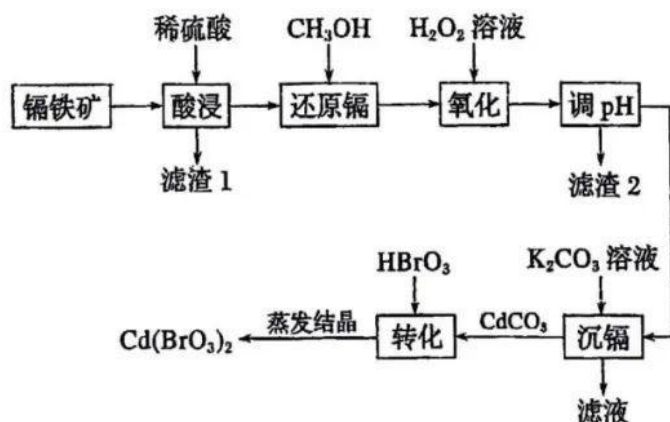 稀硫酸 CH₃OH H₂O₂ 溶液
镉铁矿 酸浸 还原镉 氧化 调 pH
滤渣 1 滤渣 2
HBrO₃ K₂CO₃ 溶液
Cd(BrO₃)₂ 蒸发结晶 转化 CdCO₃ 沉镉
滤液